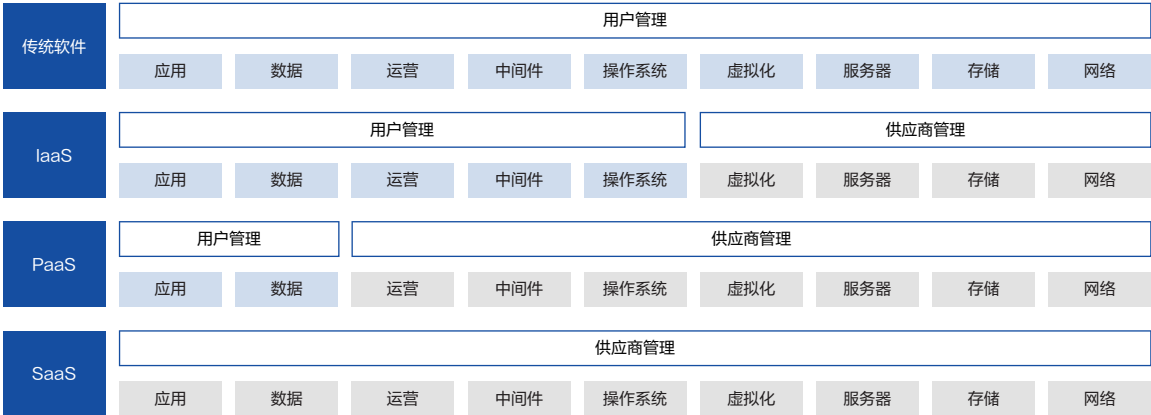 传统软件
用户管理
应用 数据 运营 中间件 操作系统 虚拟化 服务器 存储 网络
IaaS
用户管理 供应商管理
应用 数据 运营 中间件 操作系统 虚拟化 服务器 存储 网络
PaaS
用户管理 供应商管理
应用 数据 运营 中间件 操作系统 虚拟化 服务器 存储 网络
SaaS
供应商管理
应用 数据 运营 中间件 操作系统 虚拟化 服务器 存储 网络